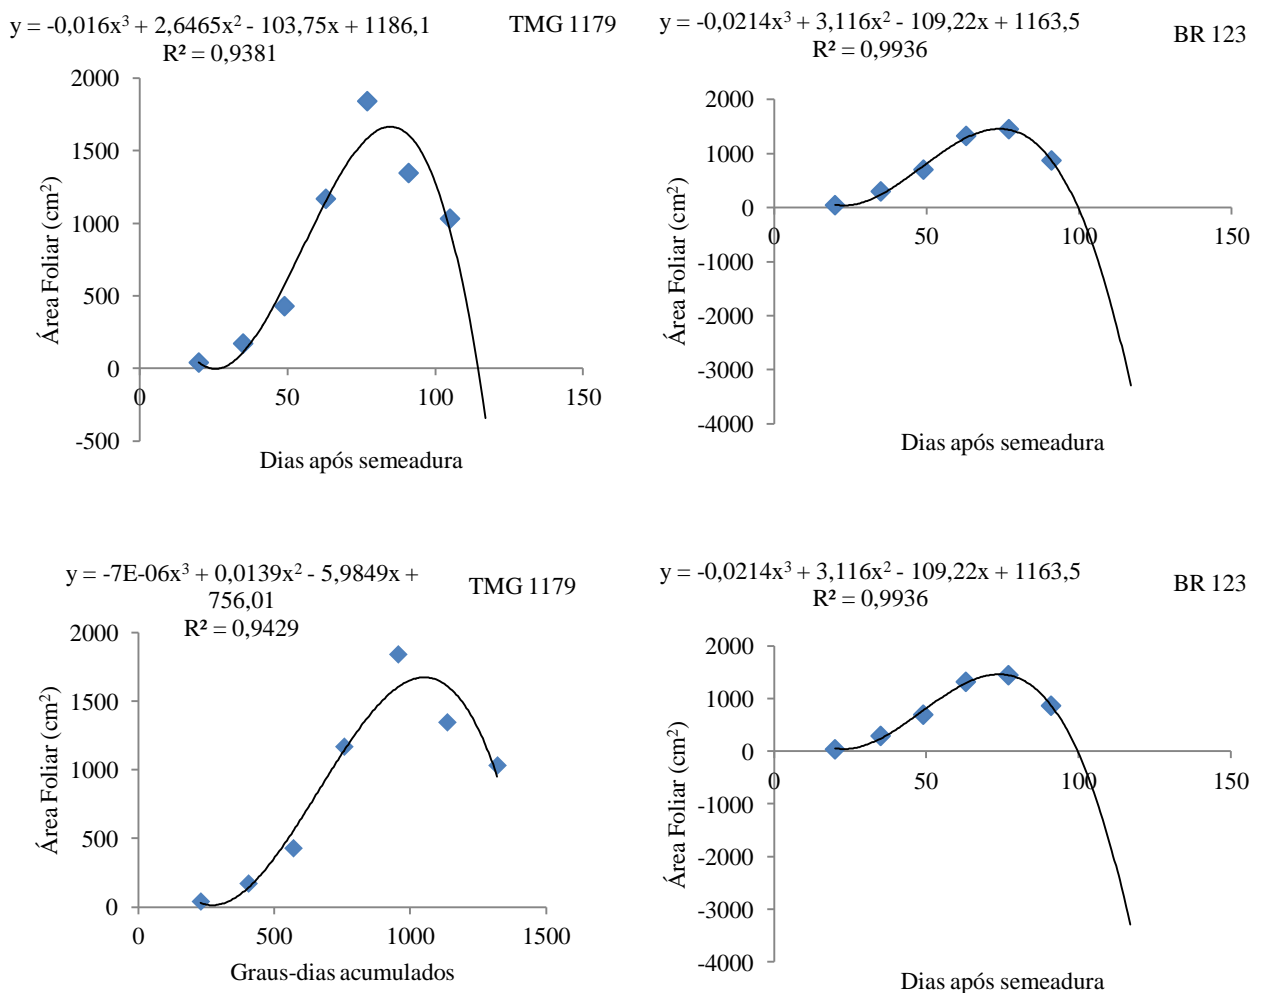 y = -0,016x³ + 2,6465x² - 103,75x + 1186,1
R² = 0,9381
TMG 1179
2000
1500
1000
500
0
-500
0
50
100
150
Área Foliar (cm²)
Dias após semeadura
y = -0,0214x³ + 3,116x² - 109,22x + 1163,5
R² = 0,9936
BR 123
2000
1000
0
-1000
-2000
-3000
-4000
0
50
100
150
Área Foliar (cm²)
Dias após semeadura
y = -7E-06x³ + 0,0139x² - 5,9849x +
756,01
R² = 0,9429
TMG 1179
2000
1500
1000
500
0
0
500
1000
1500
Área Foliar (cm²)
Graus-dias acumulados
y = -0,0214x³ + 3,116x² - 109,22x + 1163,5
R² = 0,9936
BR 123
2000
1000
0
-1000
-2000
-3000
-4000
0
50
100
150
Área Foliar (cm²)
Dias após semeadura